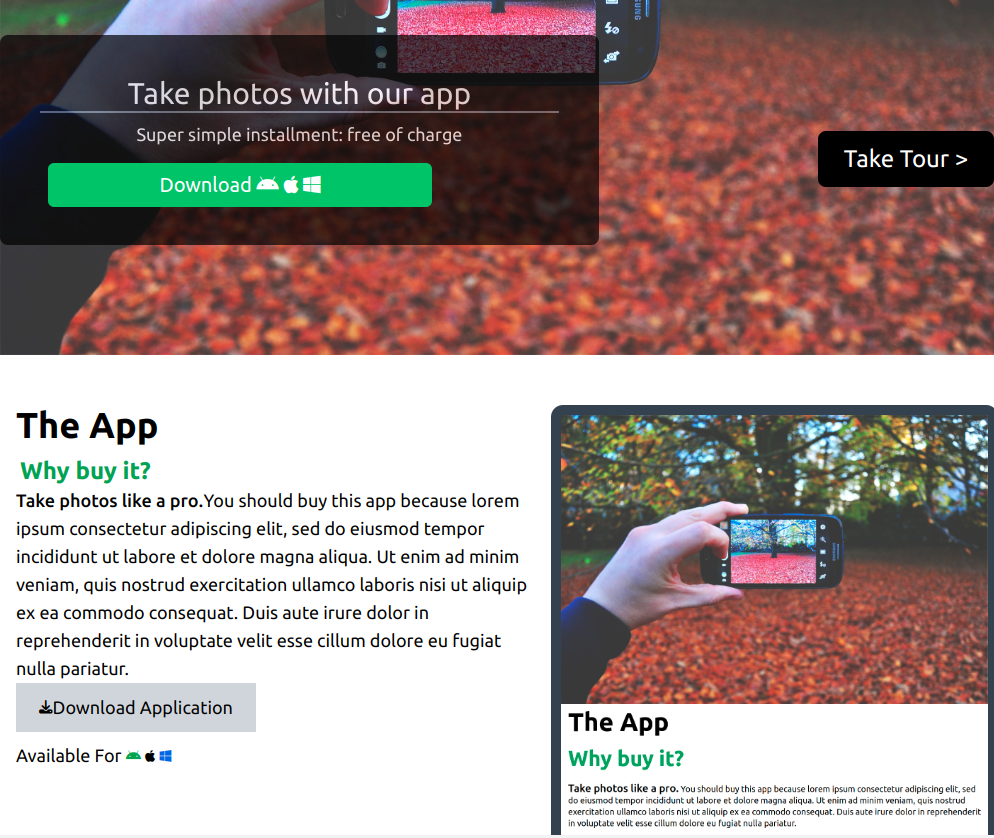 SAMSUNG
Take photos with our app
Super simple installment: free of charge
Download
Take Tour >
The App
Why buy it?
Take photos like a pro.You should buy this app because lorem
ipsum consectetur adipiscing elit, sed do eiusmod tempor
incididunt ut labore et dolore magna aliqua. Ut enim ad minim
veniam, quis nostrud exercitation ullamco laboris nisi ut aliquip
ex ea commodo consequat. Duis aute irure dolor in
reprehenderit in voluptate velit esse cillum dolore eu fugiat
nulla pariatur.
Download Application
Available For
The App
Why buy it?
Take photos like a pro. You should buy this app because lorem ipsum consectetur adipiscing elit, sed
do eiusmod tempor incididunt ut labore et dolore magna aliqua. Ut enim ad minim veniam, quis nostrud
exercitation ullamco laboris nisi ut aliquip ex ea commodo consequat. Duis aute irure dolor in reprehenderit
in voluptate velit esse cillum dolore eu fugiat nulla pariatur.